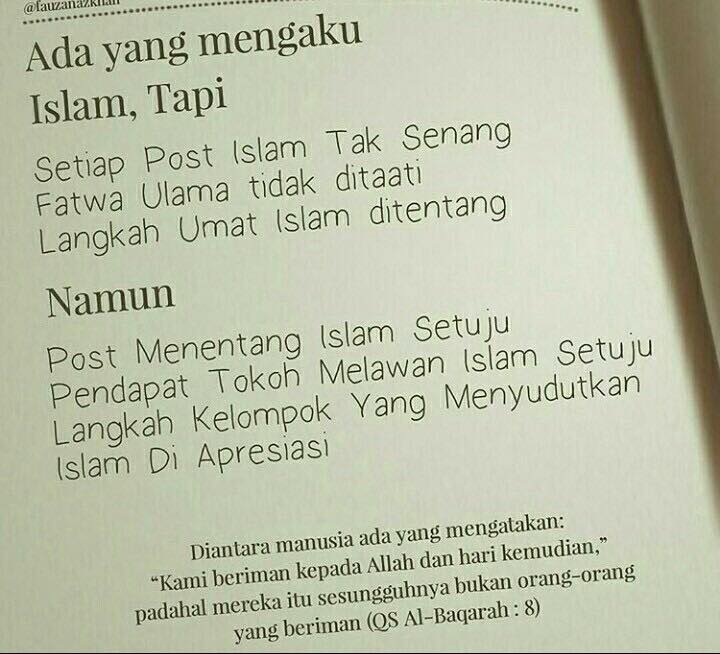 @fauzanazkhan
Ada yang mengaku
Islam, Tapi
Setiap Post Islam Tak Senang
Fatwa Ulama tidak ditaati
Langkah Umat Islam ditentang
Namun
Post Menentang Islam Setuju
Pendapat Tokoh Melawan Islam Setuju
Langkah Kelompok Yang Menyudutkan
Islam Di Apresiasi
Diantara manusia ada yang mengatakan:
“Kami beriman kepada Allah dan hari kemudian,”
padahal mereka itu sesungguhnya bukan orang-orang
yang beriman (QS Al-Baqarah : 8)